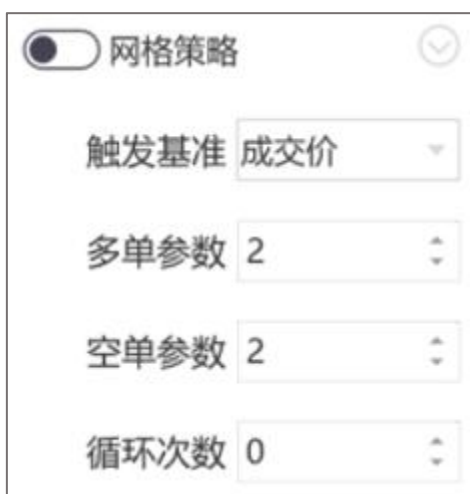 网格策略
触发基准 成交价
多单参数 2
空单参数 2
循环次数 0